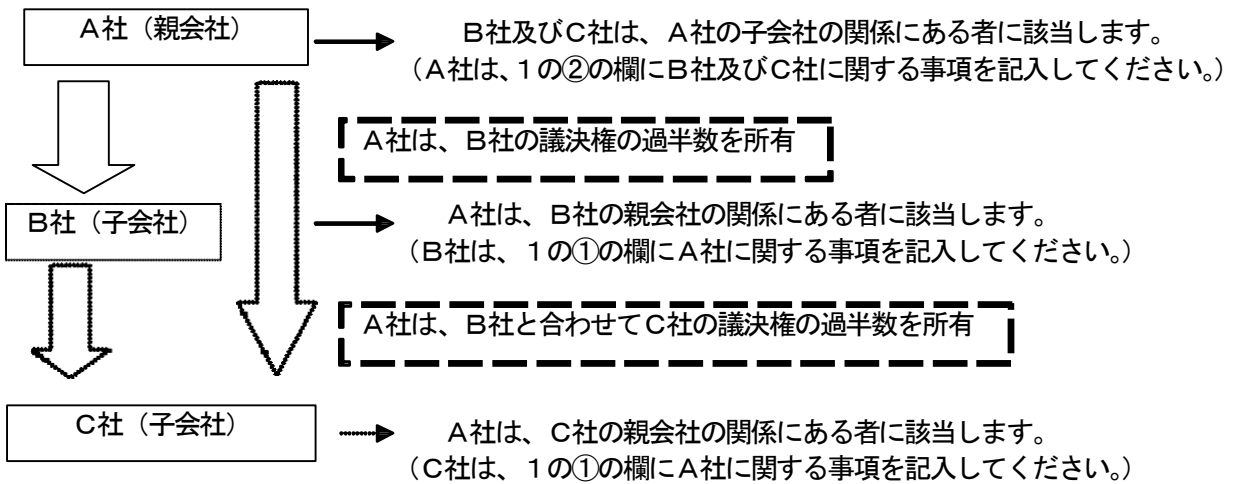 A社（親会社）
B社及びC社は、A社の子会社の関係にある者に該当します。
（A社は、1の②の欄にB社及びC社に関する事項を記入してください。）
A社は、B社の議決権の過半数を所有
B社（子会社）
A社は、B社の親会社の関係にある者に該当します。
（B社は、1の①の欄にA社に関する事項を記入してください。）
A社は、B社と合わせてC社の議決権の過半数を所有
C社（子会社）
A社は、C社の親会社の関係にある者に該当します。
（C社は、1の①の欄にA社に関する事項を記入してください。）